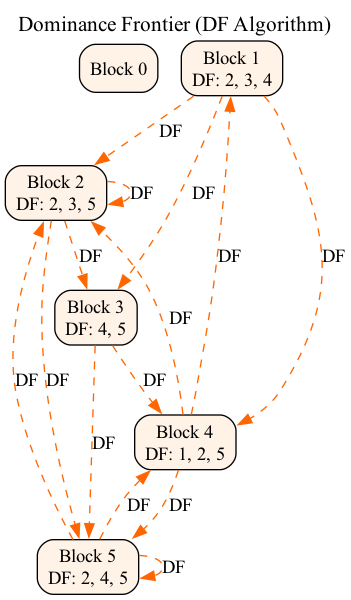 Dominance Frontier (DF Algorithm)
Block 0
Block 1
DF: 2, 3, 4
DF
Block 2
DF: 2, 3, 5
DF
DF
DF
DF
DF
Block 3
DF: 4, 5
DF
DF
DF
DF
DF
Block 4
DF: 1, 2, 5
DF
DF
Block 5
DF: 2, 4, 5
DF